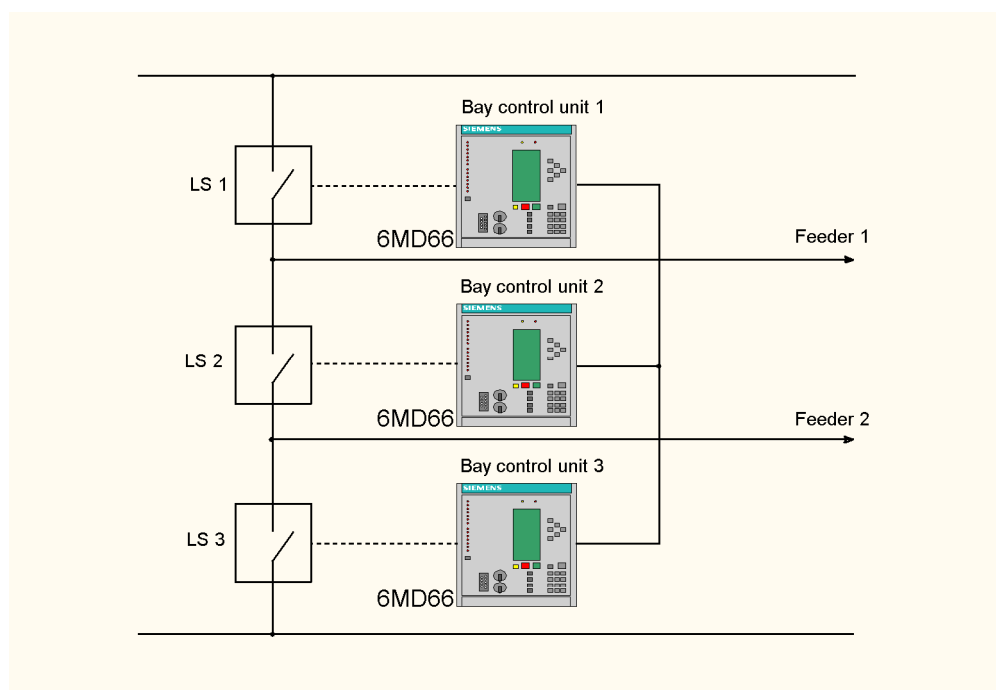 Bay control unit 1
SIEMENS
LS 1
6MD66
Feeder 1
Bay control unit 2
SIEMENS
LS 2
6MD66
Feeder 2
Bay control unit 3
SIEMENS
LS 3
6MD66